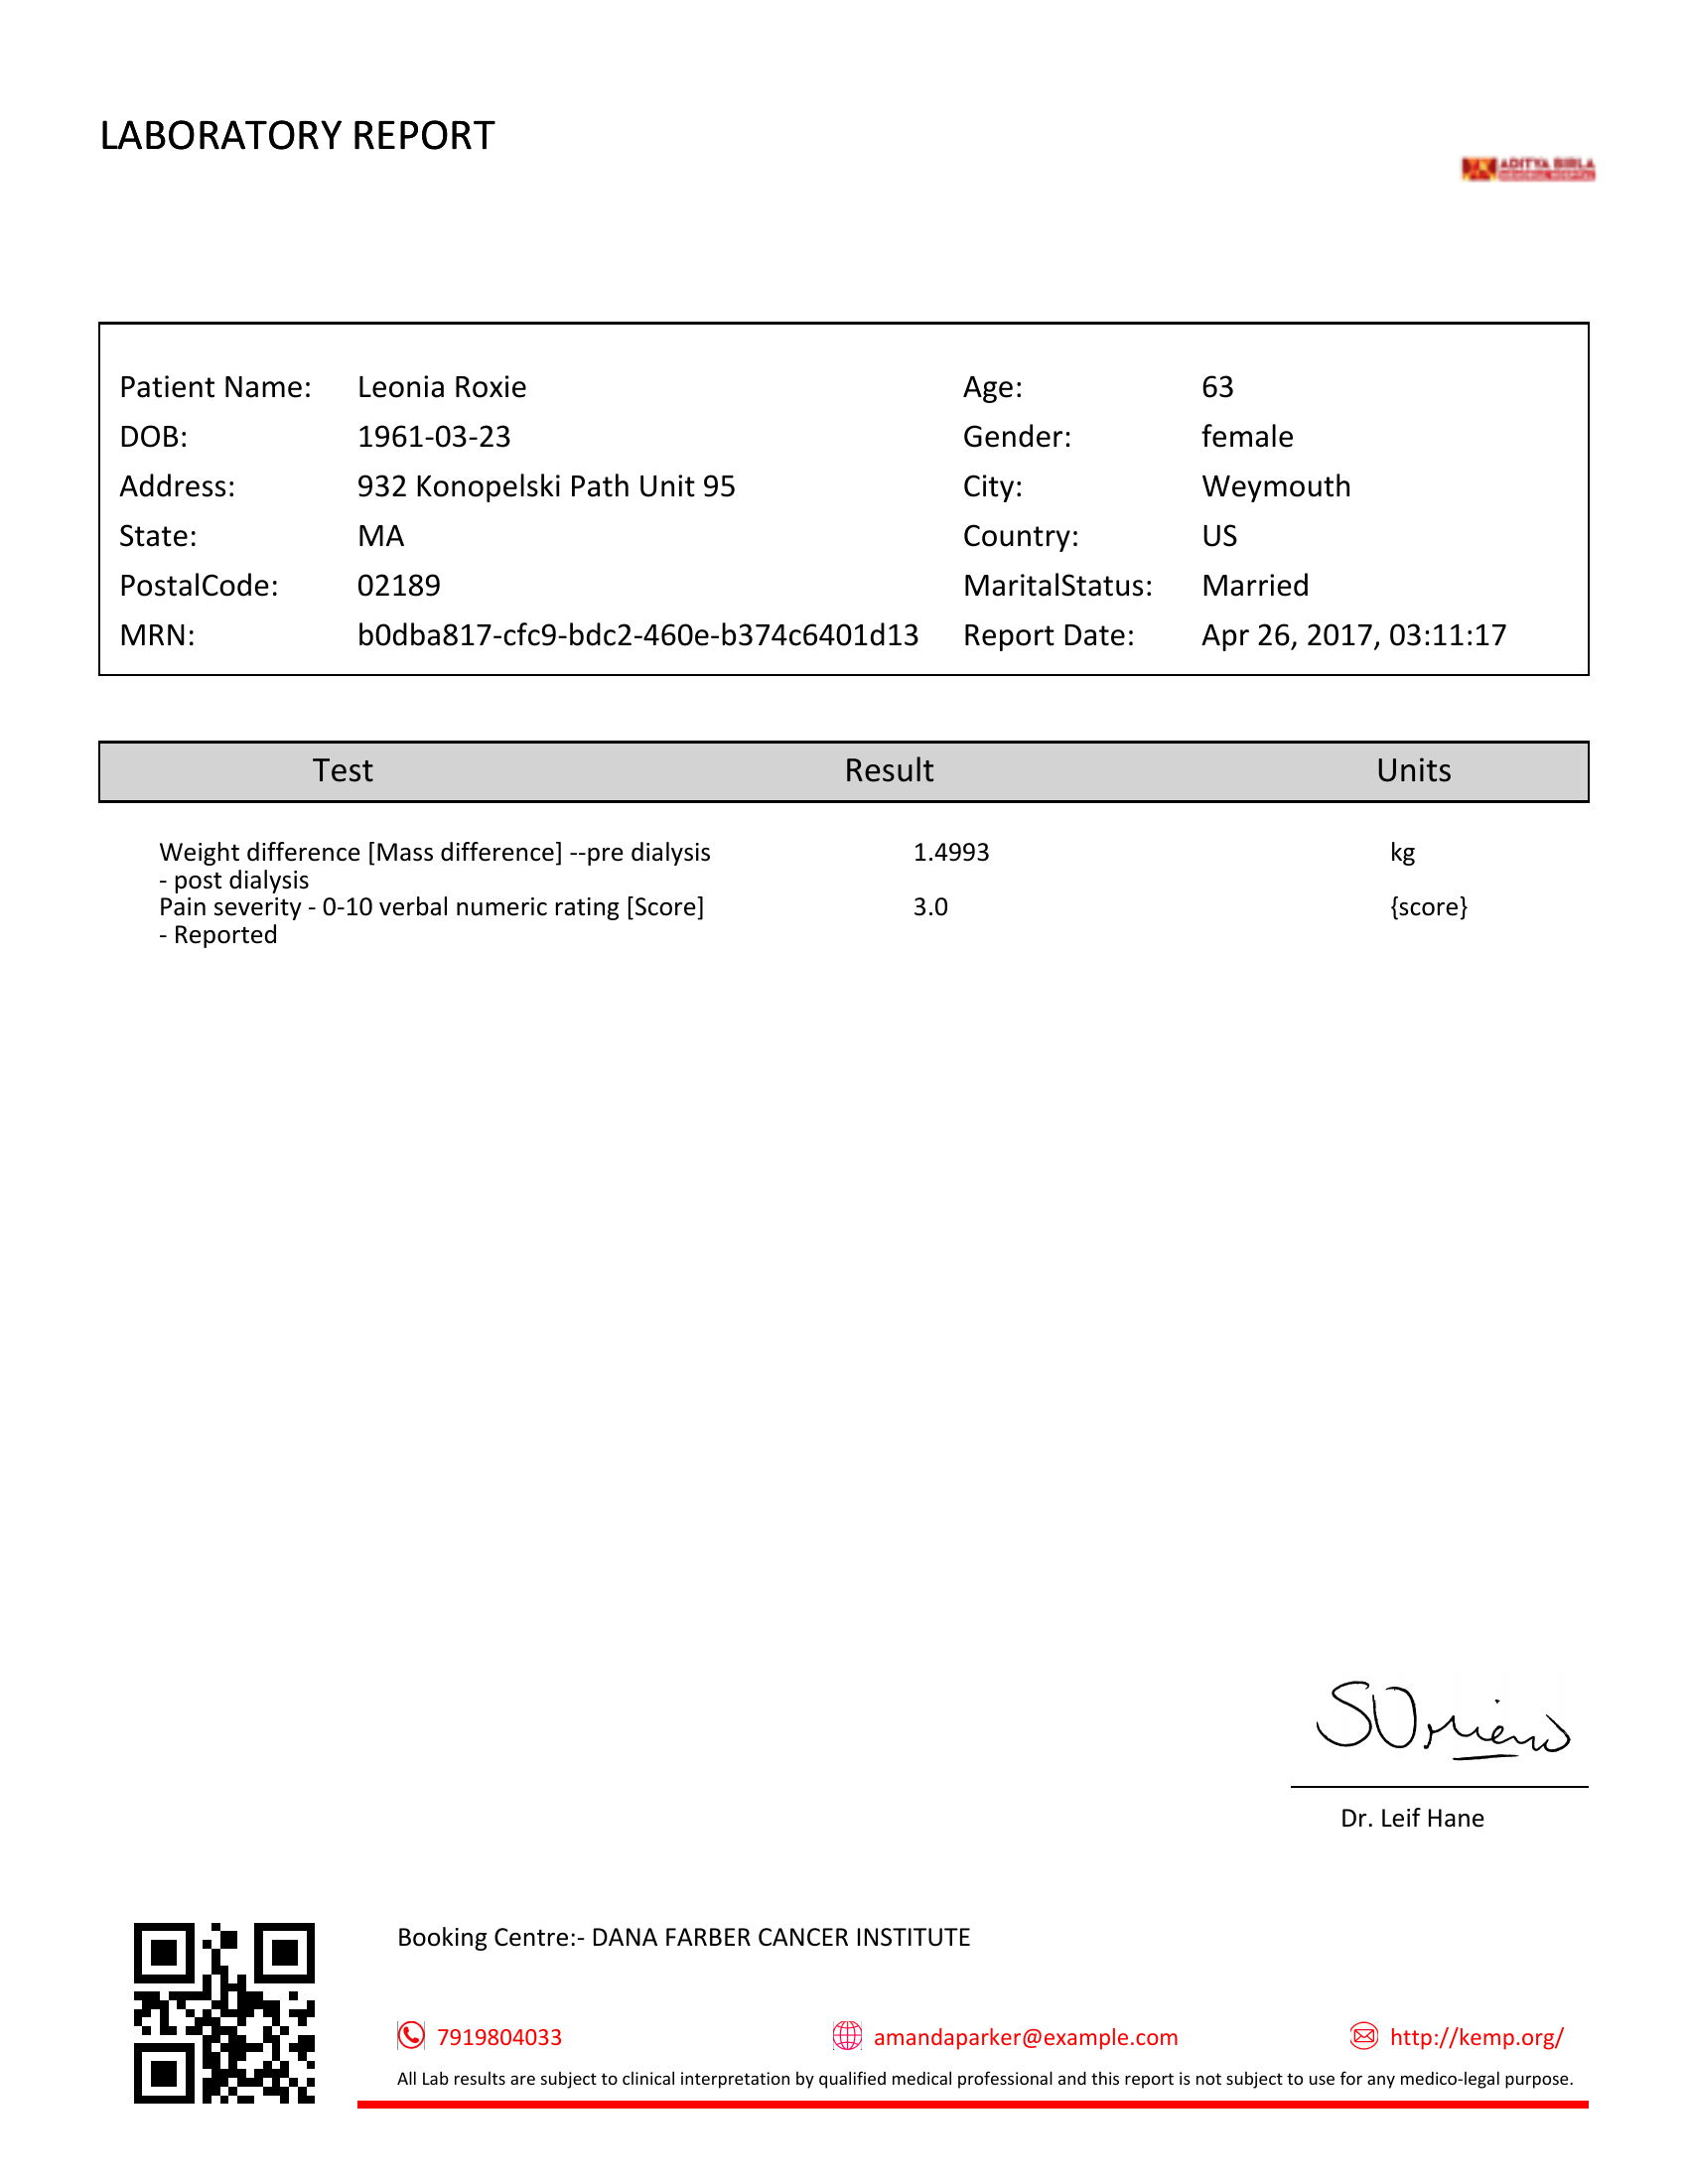 LABORATORY REPORT
ADITYA BIRLA
MEMORIAL HOSPITAL
Patient Name: Leonia Roxie Age: 63
DOB: 1961-03-23 Gender: female
Address: 932 Konopelski Path Unit 95 City: Weymouth
State: MA Country: US
PostalCode: 02189 MaritalStatus: Married
MRN: b0dba817-cfc9-bdc2-460e-b374c6401d13 Report Date: Apr 26, 2017, 03:11:17
Test Result Units
Weight difference [Mass difference] --pre dialysis 1.4993 kg
- post dialysis
Pain severity - 0-10 verbal numeric rating [Score] 3.0 {score}
- Reported
Dr. Leif Hane
Booking Centre:- DANA FARBER CANCER INSTITUTE
7919804033 amandaparker@example.com http://kemp.org/
All Lab results are subject to clinical interpretation by qualified medical professional and this report is not subject to use for any medico-legal purpose.